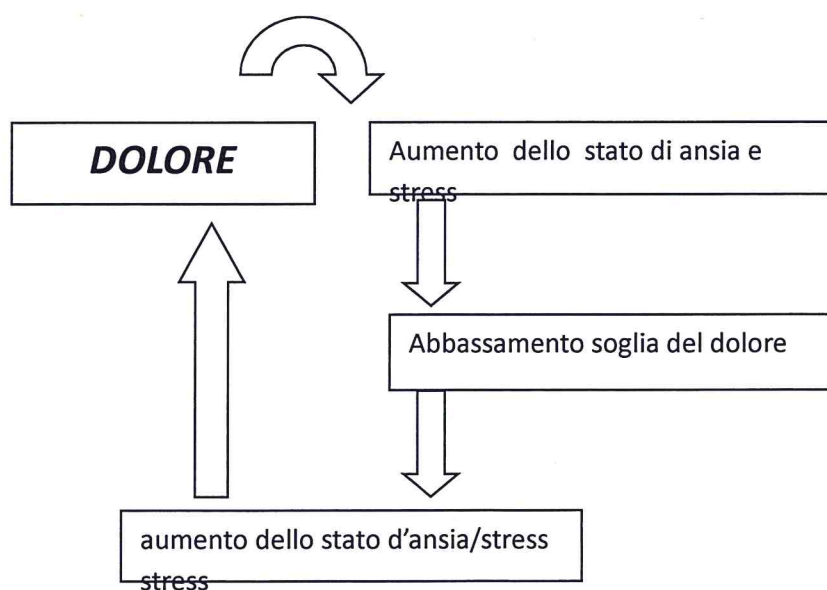 DOLORE
Aumento dello stato di ansia e
stress
Abbassamento soglia del dolore
aumento dello stato d’ansia/stress
stress